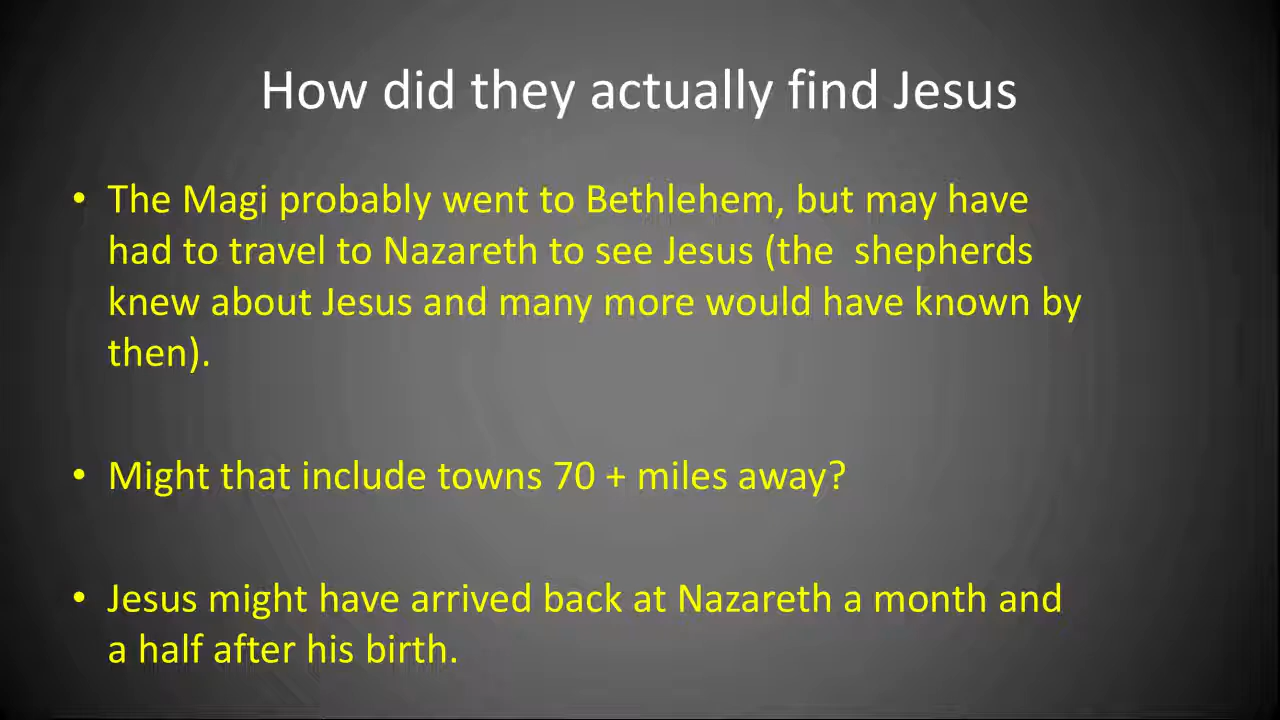 How did they actually find Jesus
• The Magi probably went to Bethlehem, but may have
had to travel to Nazareth to see Jesus (the  shepherds
knew about Jesus and many more would have known by
then).
• Might that include towns 70 + miles away?
• Jesus might have arrived back at Nazareth a month and
a half after his birth.